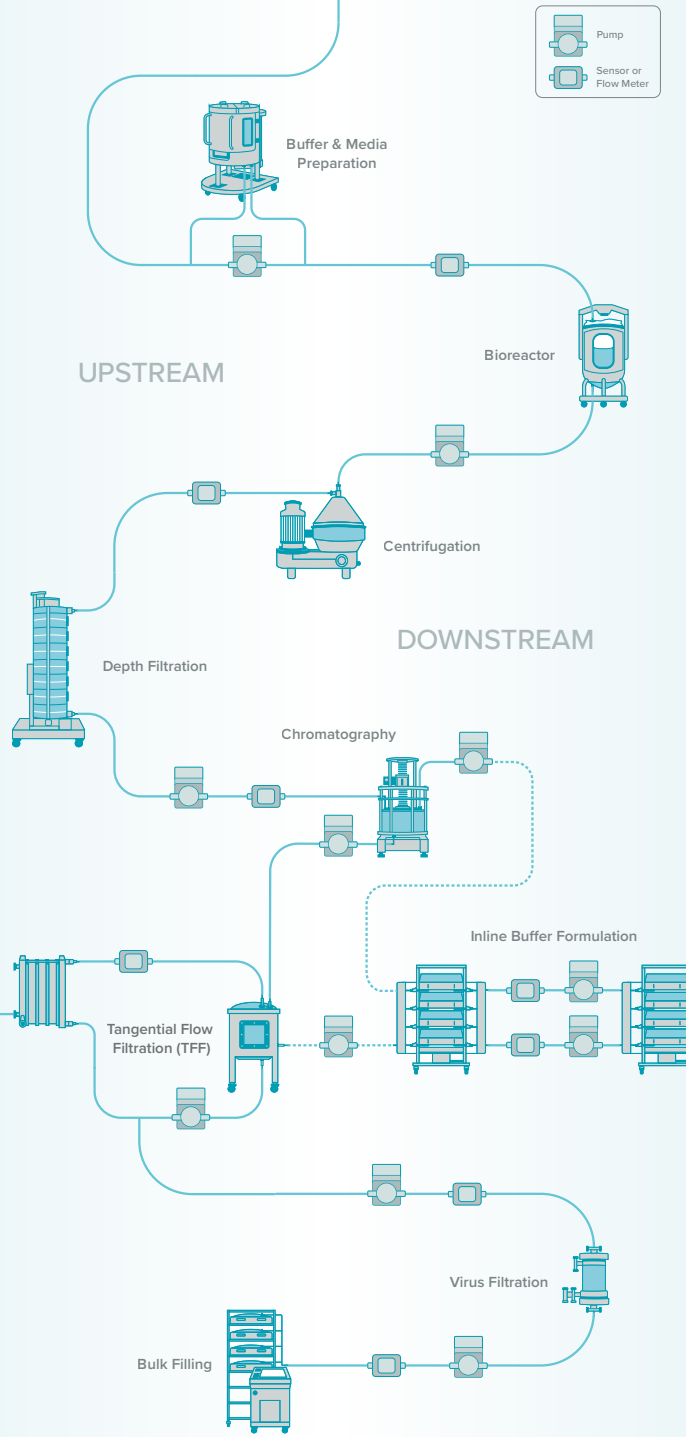 Pump
Sensor or
Flow Meter
Buffer & Media
Preparation
Bioreactor
UPSTREAM
Centrifugation
DOWNSTREAM
Depth Filtration
Chromatography
Inline Buffer Formulation
Tangential Flow
Filtration (TFF)
Virus Filtration
Bulk Filling